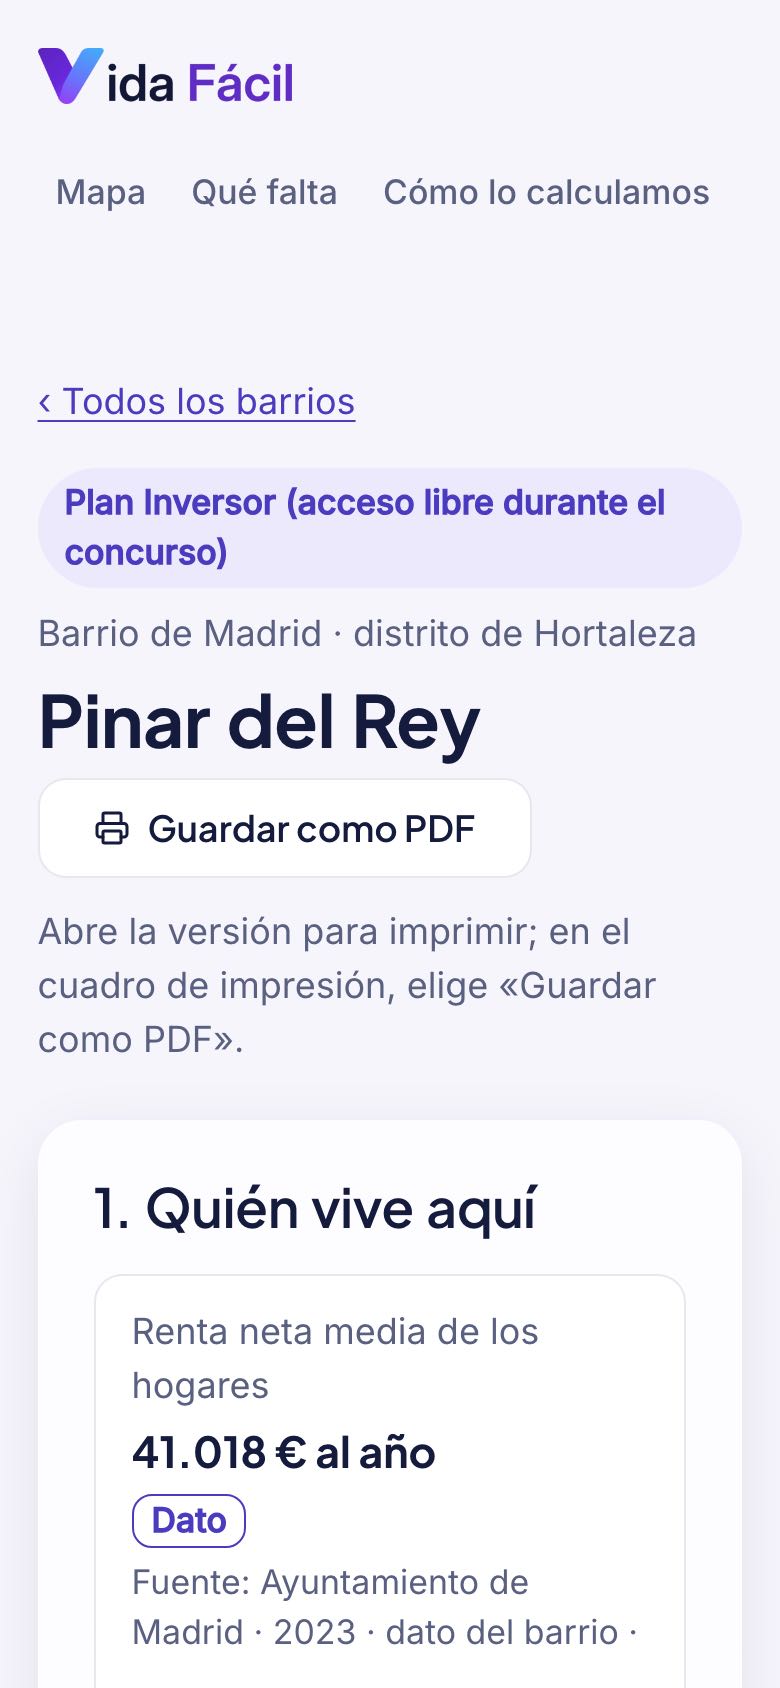 Vida Fácil
Mapa Qué falta Cómo lo calculamos
‹ Todos los barrios
Plan Inversor (acceso libre durante el
concurso)
Barrio de Madrid · distrito de Hortaleza
Pinar del Rey
Guardar como PDF
Abre la versión para imprimir; en el
cuadro de impresión, elige «Guardar
como PDF».
1. Quién vive aquí
Renta neta media de los
hogares
41.018 € al año
Dato
Fuente: Ayuntamiento de
Madrid · 2023 · dato del barrio ·